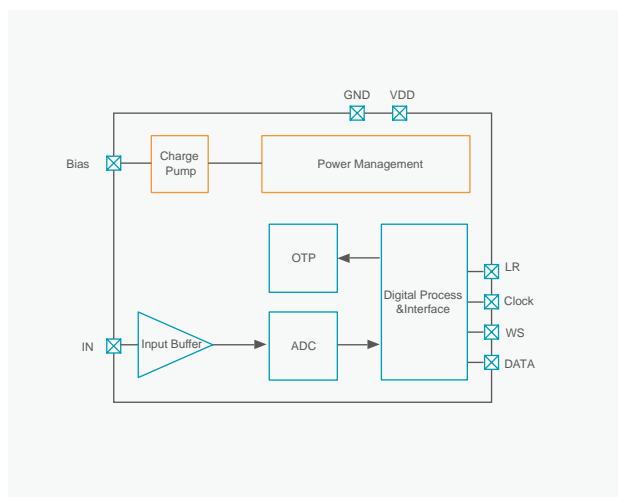 GND
VDD
Bias
Charge
Pump
Power Management
OTP
Digital Process
&Interface
LR
Clock
WS
DATA
IN
Input Buffer
ADC